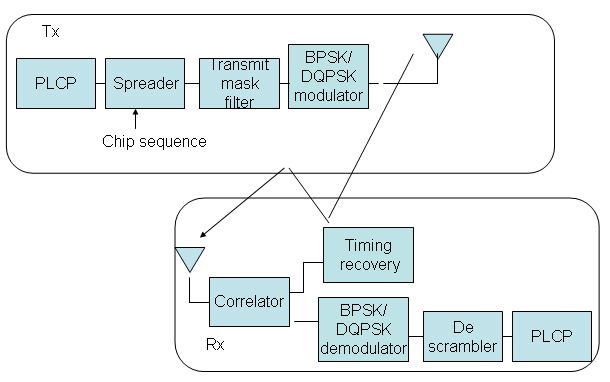 Tx
PLCP
Spreader
Transmit
mask
filter
BPSK/
DQPSK
modulator
Chip sequence
Timing
recovery
Correlator
BPSK/
DQPSK
demodulator
De
scrambler
PLCP
Rx